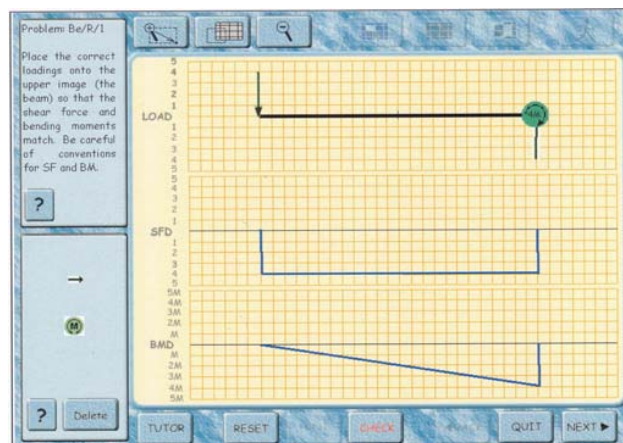 Problem: Be/R/1
Place the correct
loadings onto the
upper image (the
beam) so that the
shear force and
bending moments
match. Be careful
of conventions
for SF and BM.
?
M
?
Delete
5
4
3
2
1
LOAD
1
2
3
4
5
5
4
3
2
1
SFD
1
2
3
4
5
5M
4M
3M
2M
M
BMD
M
2M
3M
4M
5M
TUTOR
RESET
CHECK
QUIT
NEXT